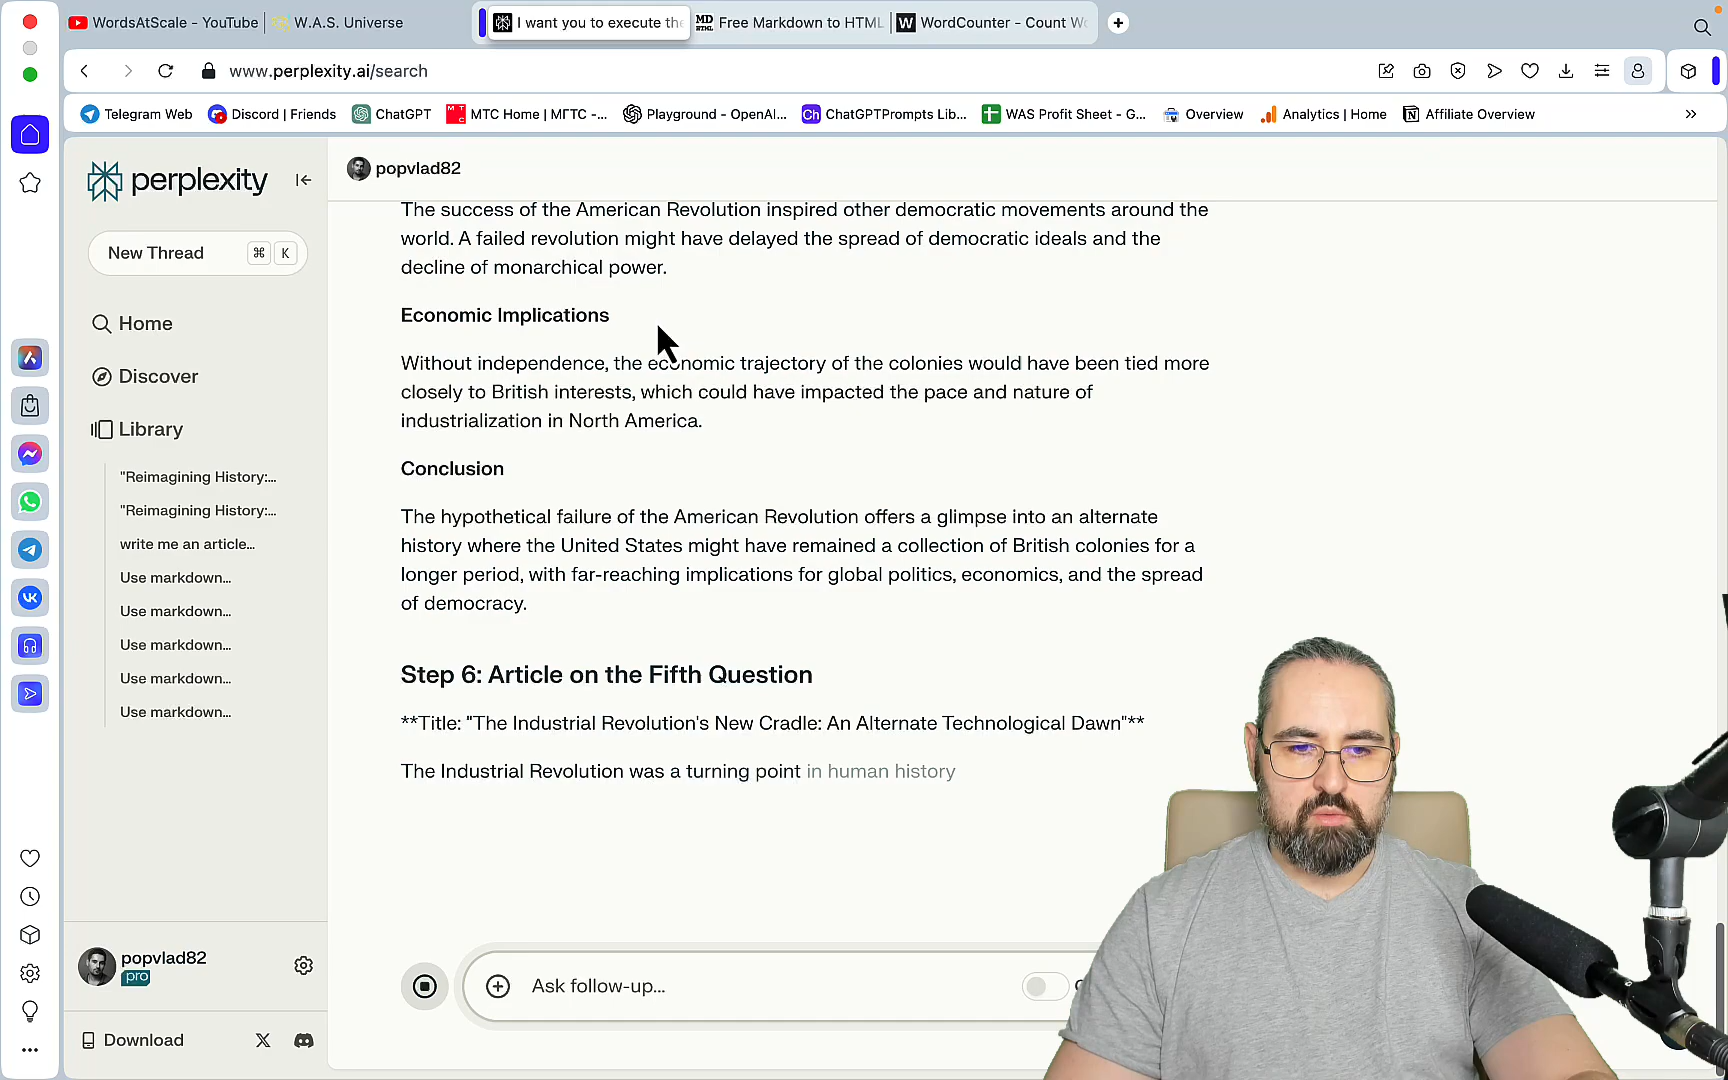 WordsAtScale - YouTube
W.A.S. Universe
I want you to execute the
Free Markdown to HTML
WordCounter - Count Wo
www.perplexity.ai/search
Telegram Web
Discord | Friends
ChatGPT
МТС Home | МГТС -...
Playground - OpenAI...
ChatGPTPrompts Lib...
WAS Profit Sheet - G...
Overview
Analytics | Home
Affiliate Overview
perplexity
popvlad82
New Thread
⌘ K
Home
Discover
Library
"Reimagining History:...
"Reimagining History:...
write me an article...
Use markdown...
Use markdown...
Use markdown...
Use markdown...
Use markdown...
popvlad82
pro
Download
The success of the American Revolution inspired other democratic movements around the
world. A failed revolution might have delayed the spread of democratic ideals and the
decline of monarchical power.
Economic Implications
Without independence, the economic trajectory of the colonies would have been tied more
closely to British interests, which could have impacted the pace and nature of
industrialization in North America.
Conclusion
The hypothetical failure of the American Revolution offers a glimpse into an alternate
history where the United States might have remained a collection of British colonies for a
longer period, with far-reaching implications for global politics, economics, and the spread
of democracy.
Step 6: Article on the Fifth Question
**Title: "The Industrial Revolution's New Cradle: An Alternate Technological Dawn"**
The Industrial Revolution was a turning point in human history
Ask follow-up...